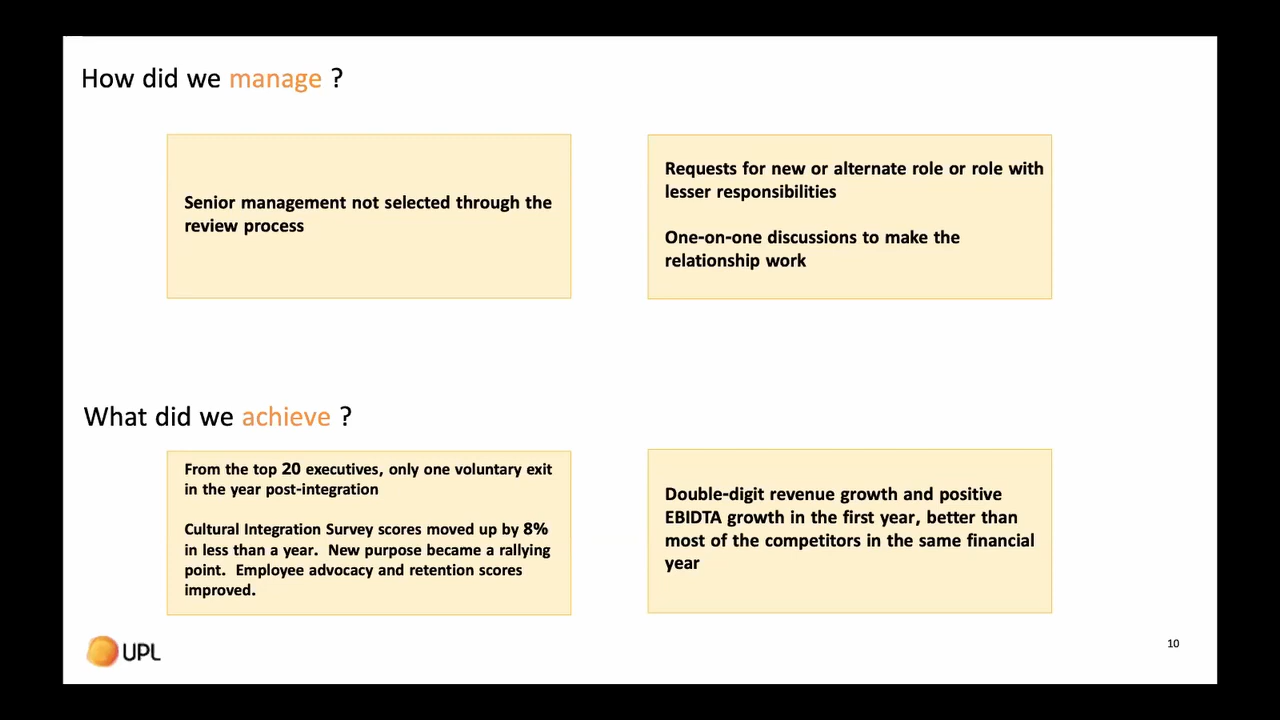 How did we manage ?
Senior management not selected through the
review process
Requests for new or alternate role or role with
lesser responsibilities
One-on-one discussions to make the
relationship work
What did we achieve ?
From the top 20 executives, only one voluntary exit
in the year post-integration
Cultural Integration Survey scores moved up by 8%
in less than a year.  New purpose became a rallying
point.  Employee advocacy and retention scores
improved.
Double-digit revenue growth and positive
EBIDTA growth in the first year, better than
most of the competitors in the same financial
year
UPL
10